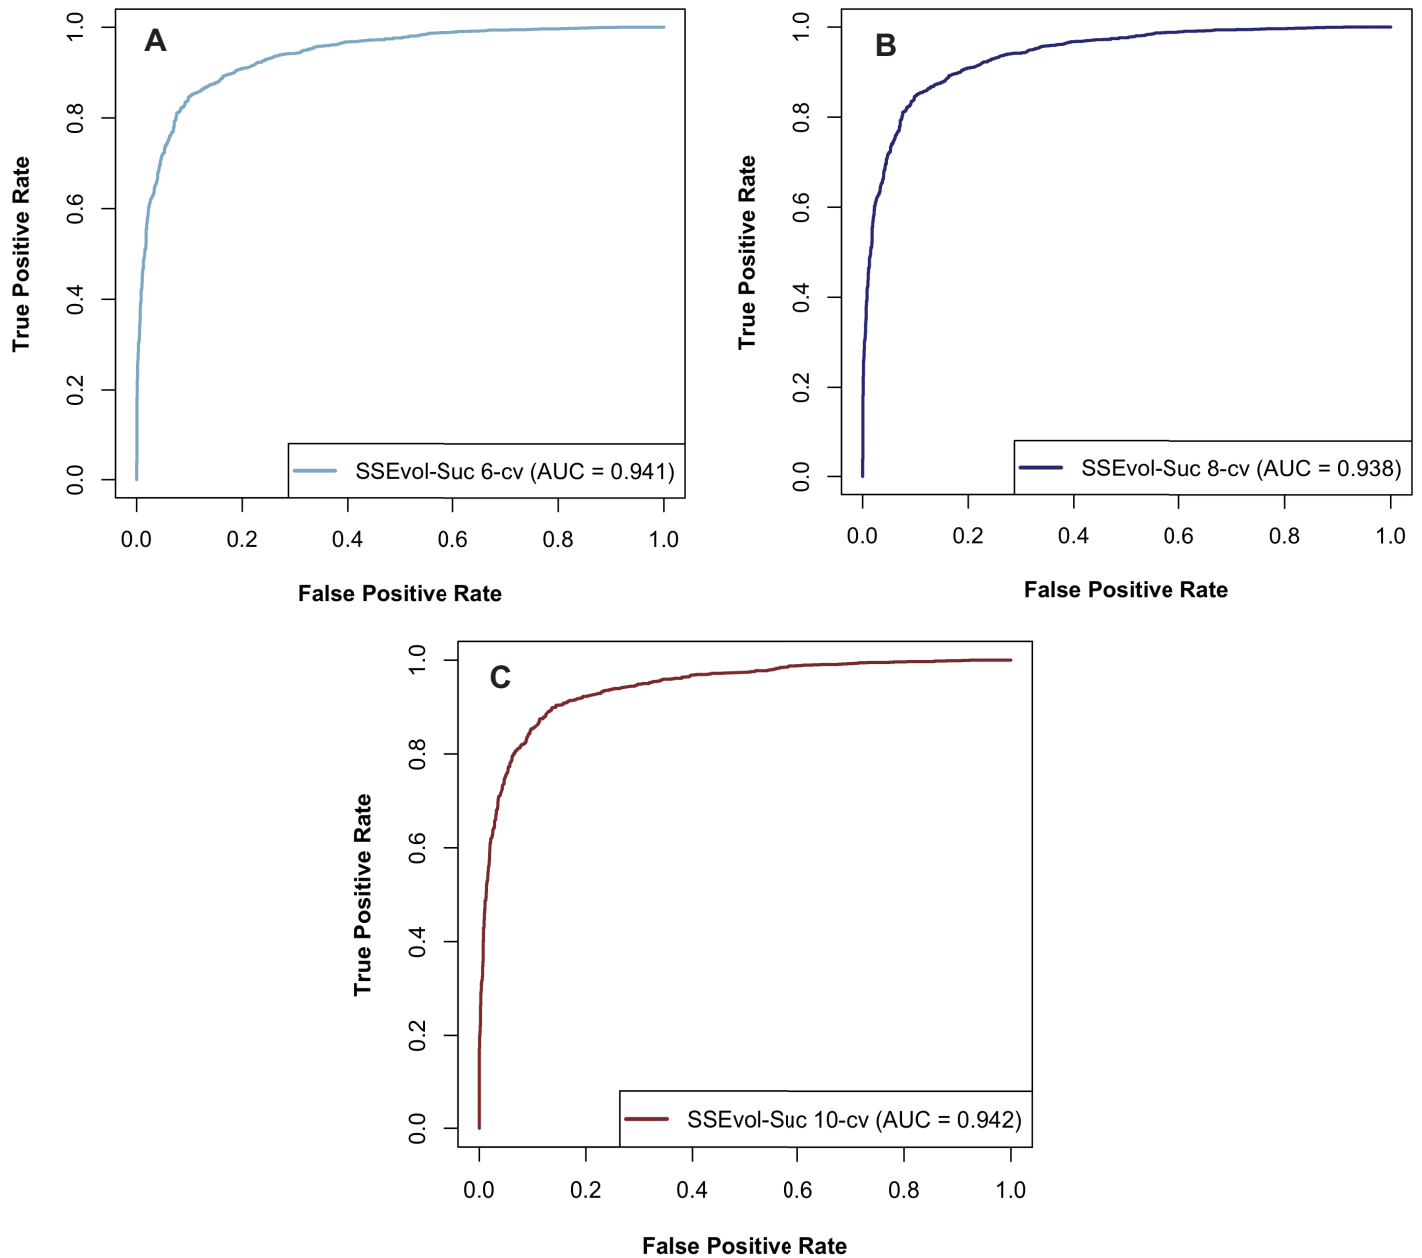 A
1.0
0.8
0.6
0.4
0.2
0.0
True Positive Rate
SSEvol-Suc 6-cv (AUC = 0.941)
0.0 0.2 0.4 0.6 0.8 1.0
False Positive Rate
B
1.0
0.8
0.6
0.4
0.2
0.0
True Positive Rate
SSEvol-Suc 8-cv (AUC = 0.938)
0.0 0.2 0.4 0.6 0.8 1.0
False Positive Rate
C
1.0
0.8
0.6
0.4
0.2
0.0
True Positive Rate
SSEvol-Suc 10-cv (AUC = 0.942)
0.0 0.2 0.4 0.6 0.8 1.0
False Positive Rate